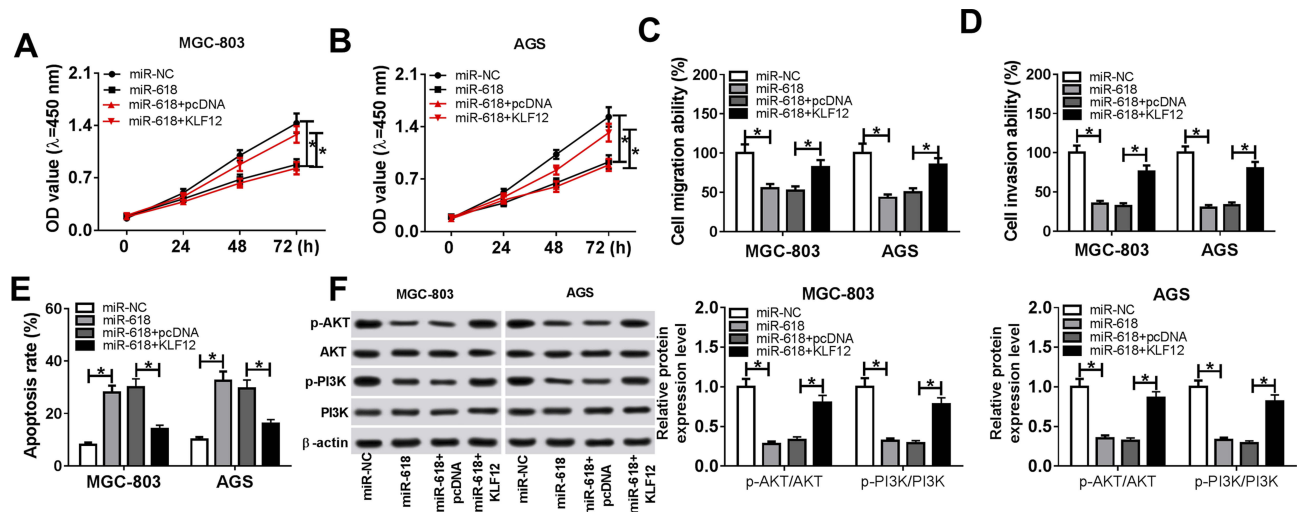 A
MGC-803
OD value (λ=450 nm)
2.1
1.4
0.7
0.0
miR-NC
miR-618
miR-618+pcDNA
miR-618+KLF12
*
*
0 24 48 72 (h)
B
AGS
OD value (λ=450 nm)
2.1
1.4
0.7
0.0
miR-NC
miR-618
miR-618+pcDNA
miR-618+KLF12
*
*
0 24 48 72 (h)
C
Cell migration ability (%)
200
150
100
50
0
miR-NC
miR-618
miR-618+pcDNA
miR-618+KLF12
* * * *
MGC-803 AGS
D
Cell invasion ability (%)
200
150
100
50
0
miR-NC
miR-618
miR-618+pcDNA
miR-618+KLF12
* * * *
MGC-803 AGS
E
Apoptosis rate (%)
80
60
40
20
0
miR-NC
miR-618
miR-618+pcDNA
miR-618+KLF12
* * * *
MGC-803 AGS
F
MGC-803 AGS
p-AKT
AKT
p-PI3K
PI3K
β-actin
miR-NC
miR-618
miR-618+
pcDNA
miR-618+
KLF12
miR-NC
miR-618
miR-618+
pcDNA
miR-618+
KLF12
MGC-803
Relative protein
expression level
2.0
1.5
1.0
0.5
0.0
miR-NC
miR-618
miR-618+pcDNA
miR-618+KLF12
* * * *
p-AKT/AKT p-PI3K/PI3K
AGS
Relative protein
expression level
2.0
1.5
1.0
0.5
0.0
miR-NC
miR-618
miR-618+pcDNA
miR-618+KLF12
* * * *
p-AKT/AKT p-PI3K/PI3K